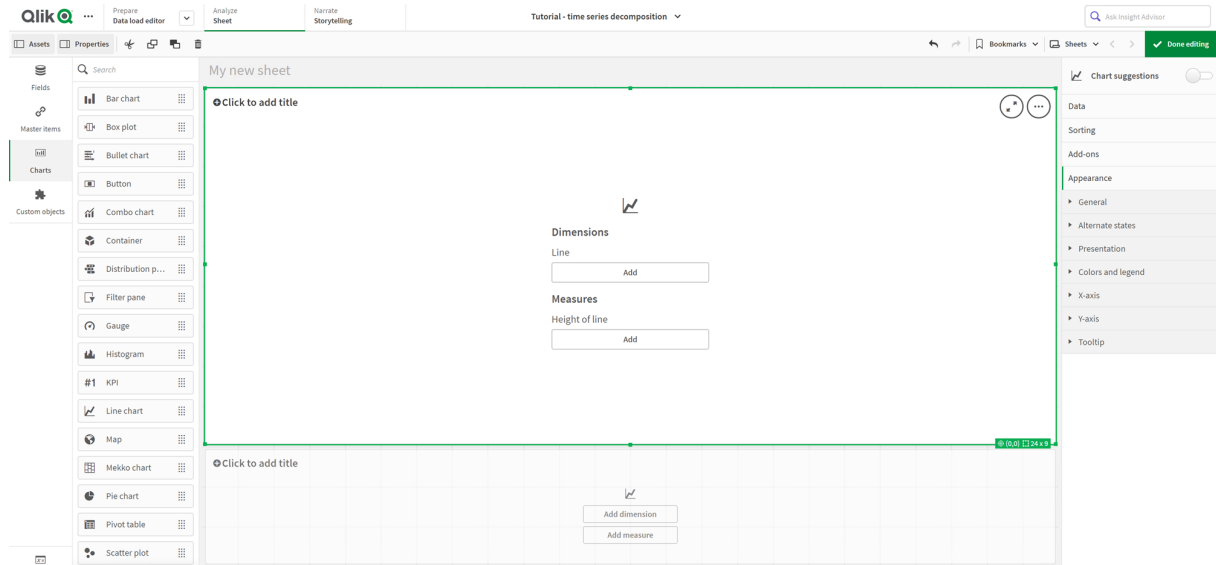 Qlik
Prepare
Data load editor
Analyze
Sheet
Narrate
Storytelling
Tutorial - time series decomposition
Ask Insight Advisor
Assets
Properties
Bookmarks
Sheets
Done editing
Fields
Master items
Charts
Custom objects
Search
Bar chart
Box plot
Bullet chart
Button
Combo chart
Container
Distribution p...
Filter pane
Gauge
Histogram
#1 KPI
Line chart
Map
Mekko chart
Pie chart
Pivot table
Scatter plot
My new sheet
Click to add title
Dimensions
Line
Add
Measures
Height of line
Add
(0,0) 24 x 9
Click to add title
Add dimension
Add measure
Chart suggestions
Data
Sorting
Add-ons
Appearance
General
Alternate states
Presentation
Colors and legend
X-axis
Y-axis
Tooltip